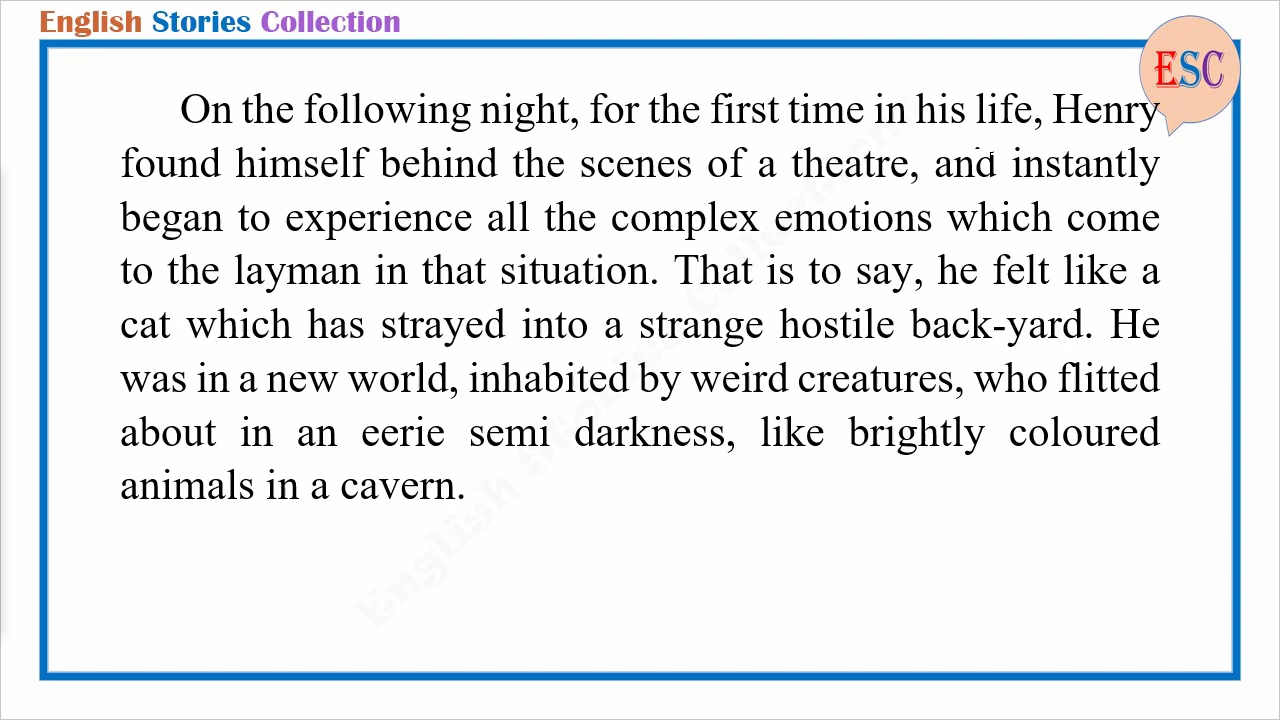 English Stories Collection
ESC
On the following night, for the first time in his life, Henry
found himself behind the scenes of a theatre, and instantly
began to experience all the complex emotions which come
to the layman in that situation. That is to say, he felt like a
cat which has strayed into a strange hostile back-yard. He
was in a new world, inhabited by weird creatures, who flitted
about in an eerie semi darkness, like brightly coloured
animals in a cavern.
English Stories Collection